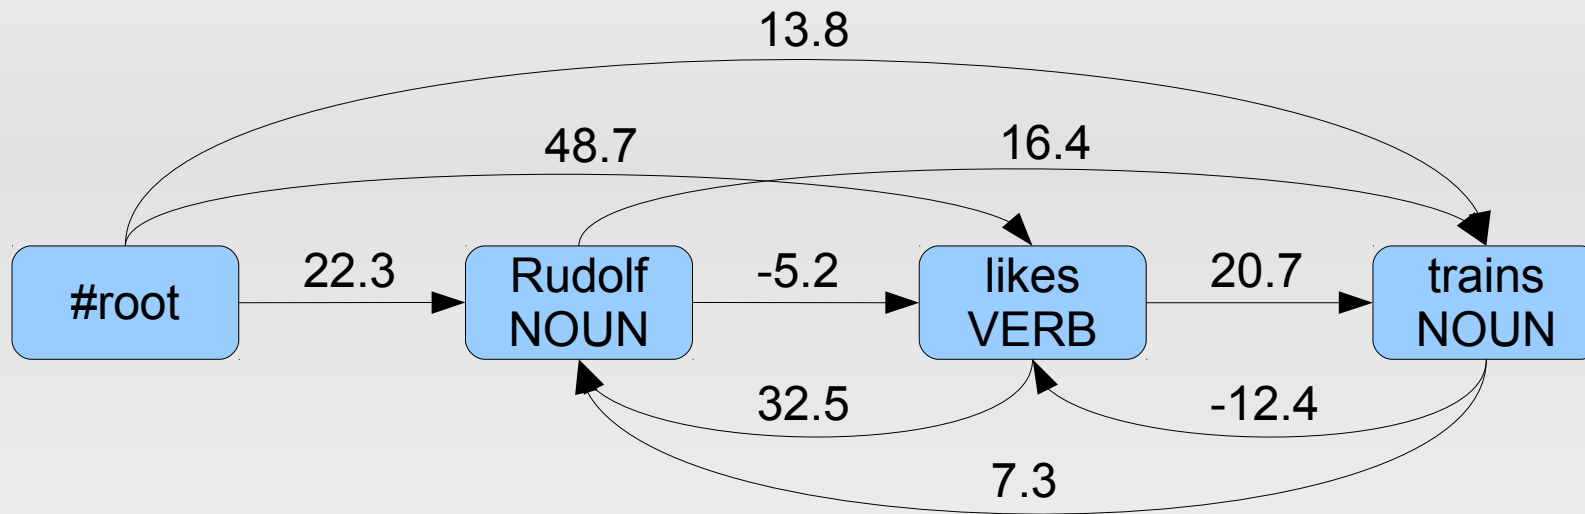 13.8
48.7
16.4
#root
22.3
Rudolf
NOUN
-5.2
likes
VERB
20.7
trains
NOUN
32.5
-12.4
7.3